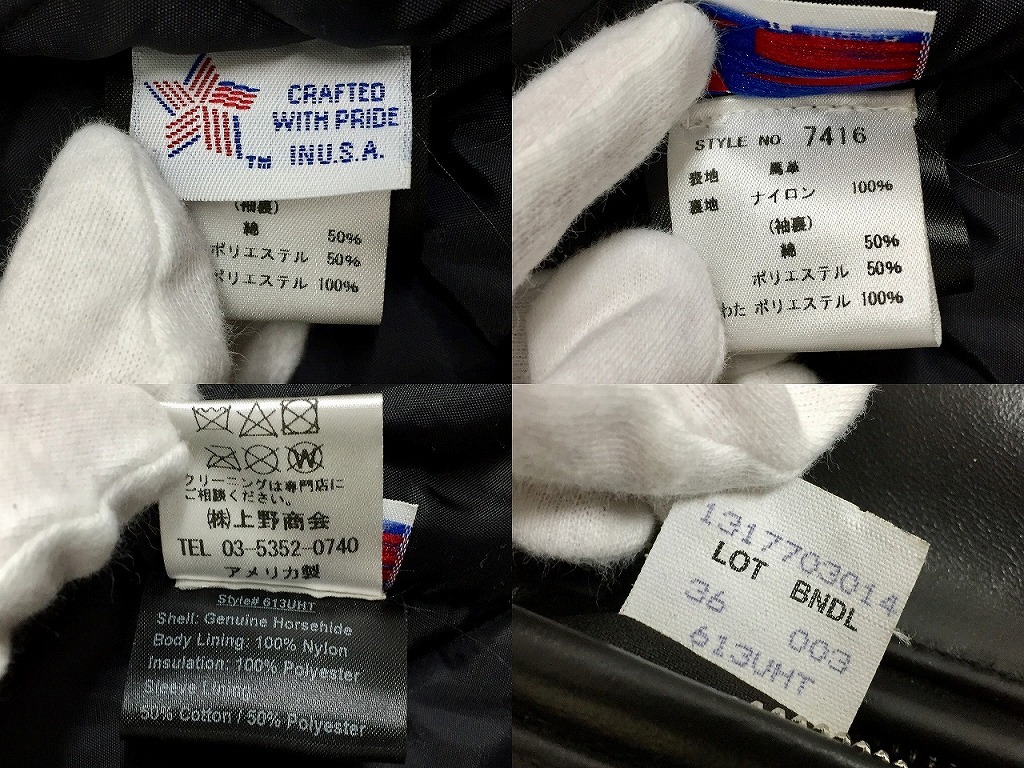 CRAFTED
WITH PRIDE
IN U.S.A.
TM
(袖裏)
綿 50%
ポリエステル 50%
ポリエステル 100%
STYLE NO. 7416
表地 馬革
裏地 ナイロン 100%
(袖裏)
綿 50%
ポリエステル 50%
わた ポリエステル 100%
W
クリーニングは専門店に
ご相談ください。
(株)上野商会
TEL 03-5352-0740
アメリカ製
Style# 613UHT
Shell: Genuine Horsehide
Body Lining: 100% Nylon
Insulation: 100% Polyester
Sleeve Lining:
50% Cotton / 50% Polyester
1317703014
LOT BNDL
36 003
613UHT